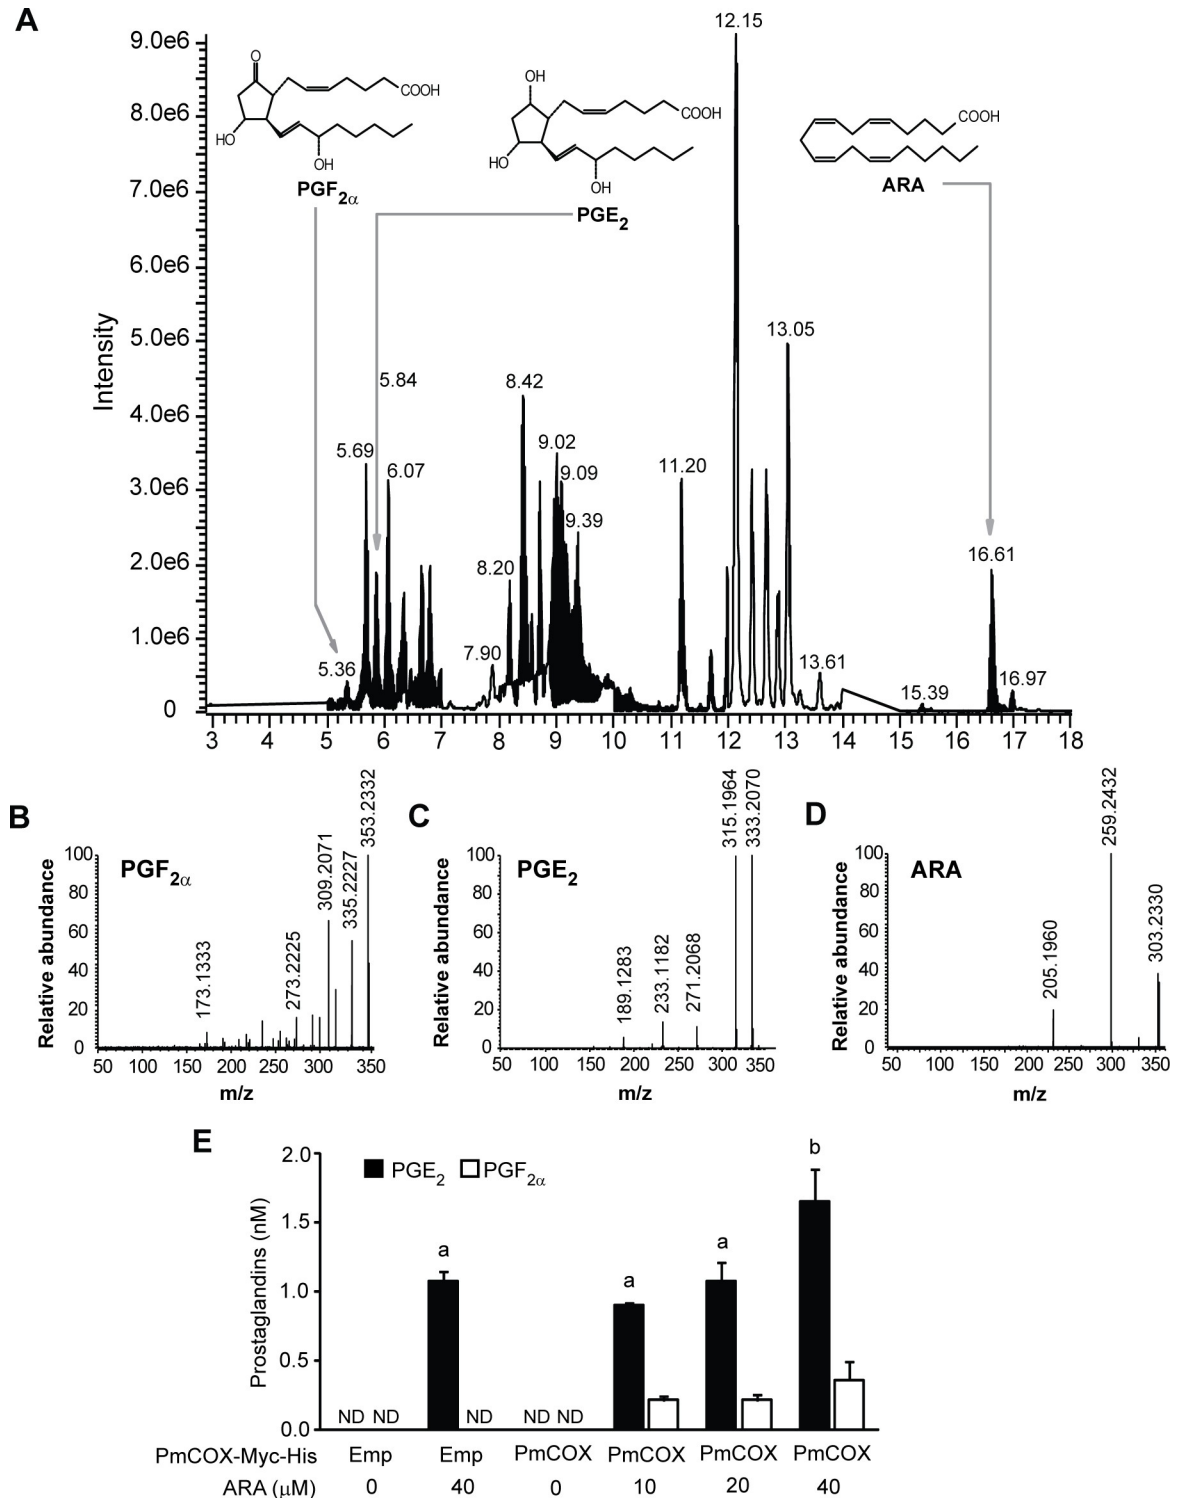 A
9.0e6
8.0e6
7.0e6
6.0e6
5.0e6
4.0e6
3.0e6
2.0e6
1.0e6
0
Intensity
O
COOH
HO
OH
PGF2α
OH
COOH
HO
OH
PGE2
COOH
ARA
5.36
5.69
5.84
6.07
7.90
8.20
8.42
9.02
9.09
9.39
11.20
12.15
13.05
13.61
15.39
16.61
16.97
3 4 5 6 7 8 9 10 11 12 13 14 15 16 17 18
B
PGF2α
Relative abundance
100
80
60
40
20
0
173.1333
273.2225
309.2071
335.2227
353.2332
50 100 150 200 250 300 350
m/z
C
PGE2
Relative abundance
100
80
60
40
20
0
189.1283
233.1182
271.2068
315.1964
333.2070
50 100 150 200 250 300 350
m/z
D
ARA
Relative abundance
100
80
60
40
20
0
205.1960
259.2432
303.2330
50 100 150 200 250 300 350
m/z
E
PGE2 PGF2α
Prostaglandins (nM)
2.0
1.5
1.0
0.5
0.0
a
a
a
b
ND ND ND ND ND
PmCOX-Myc-His Emp Emp PmCOX PmCOX PmCOX PmCOX
ARA (μM) 0 40 0 10 20 40